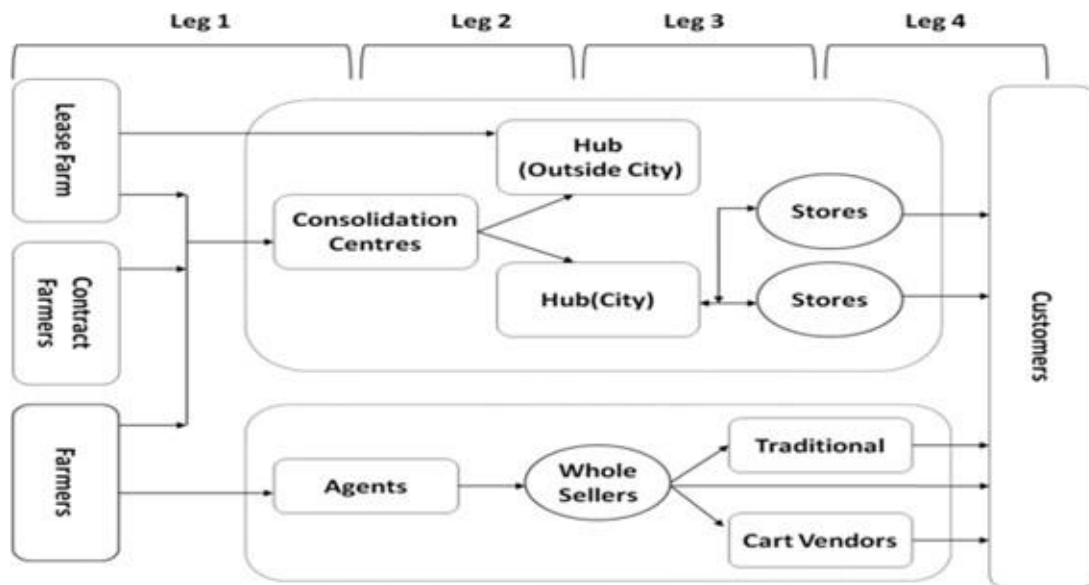 Leg 1
Leg 2
Leg 3
Leg 4
Lease Farm
Contract
Farmers
Farmers
Hub
(Outside City)
Consolidation
Centres
Hub(City)
Stores
Stores
Agents
Whole
Sellers
Traditional
Cart Vendors
Customers